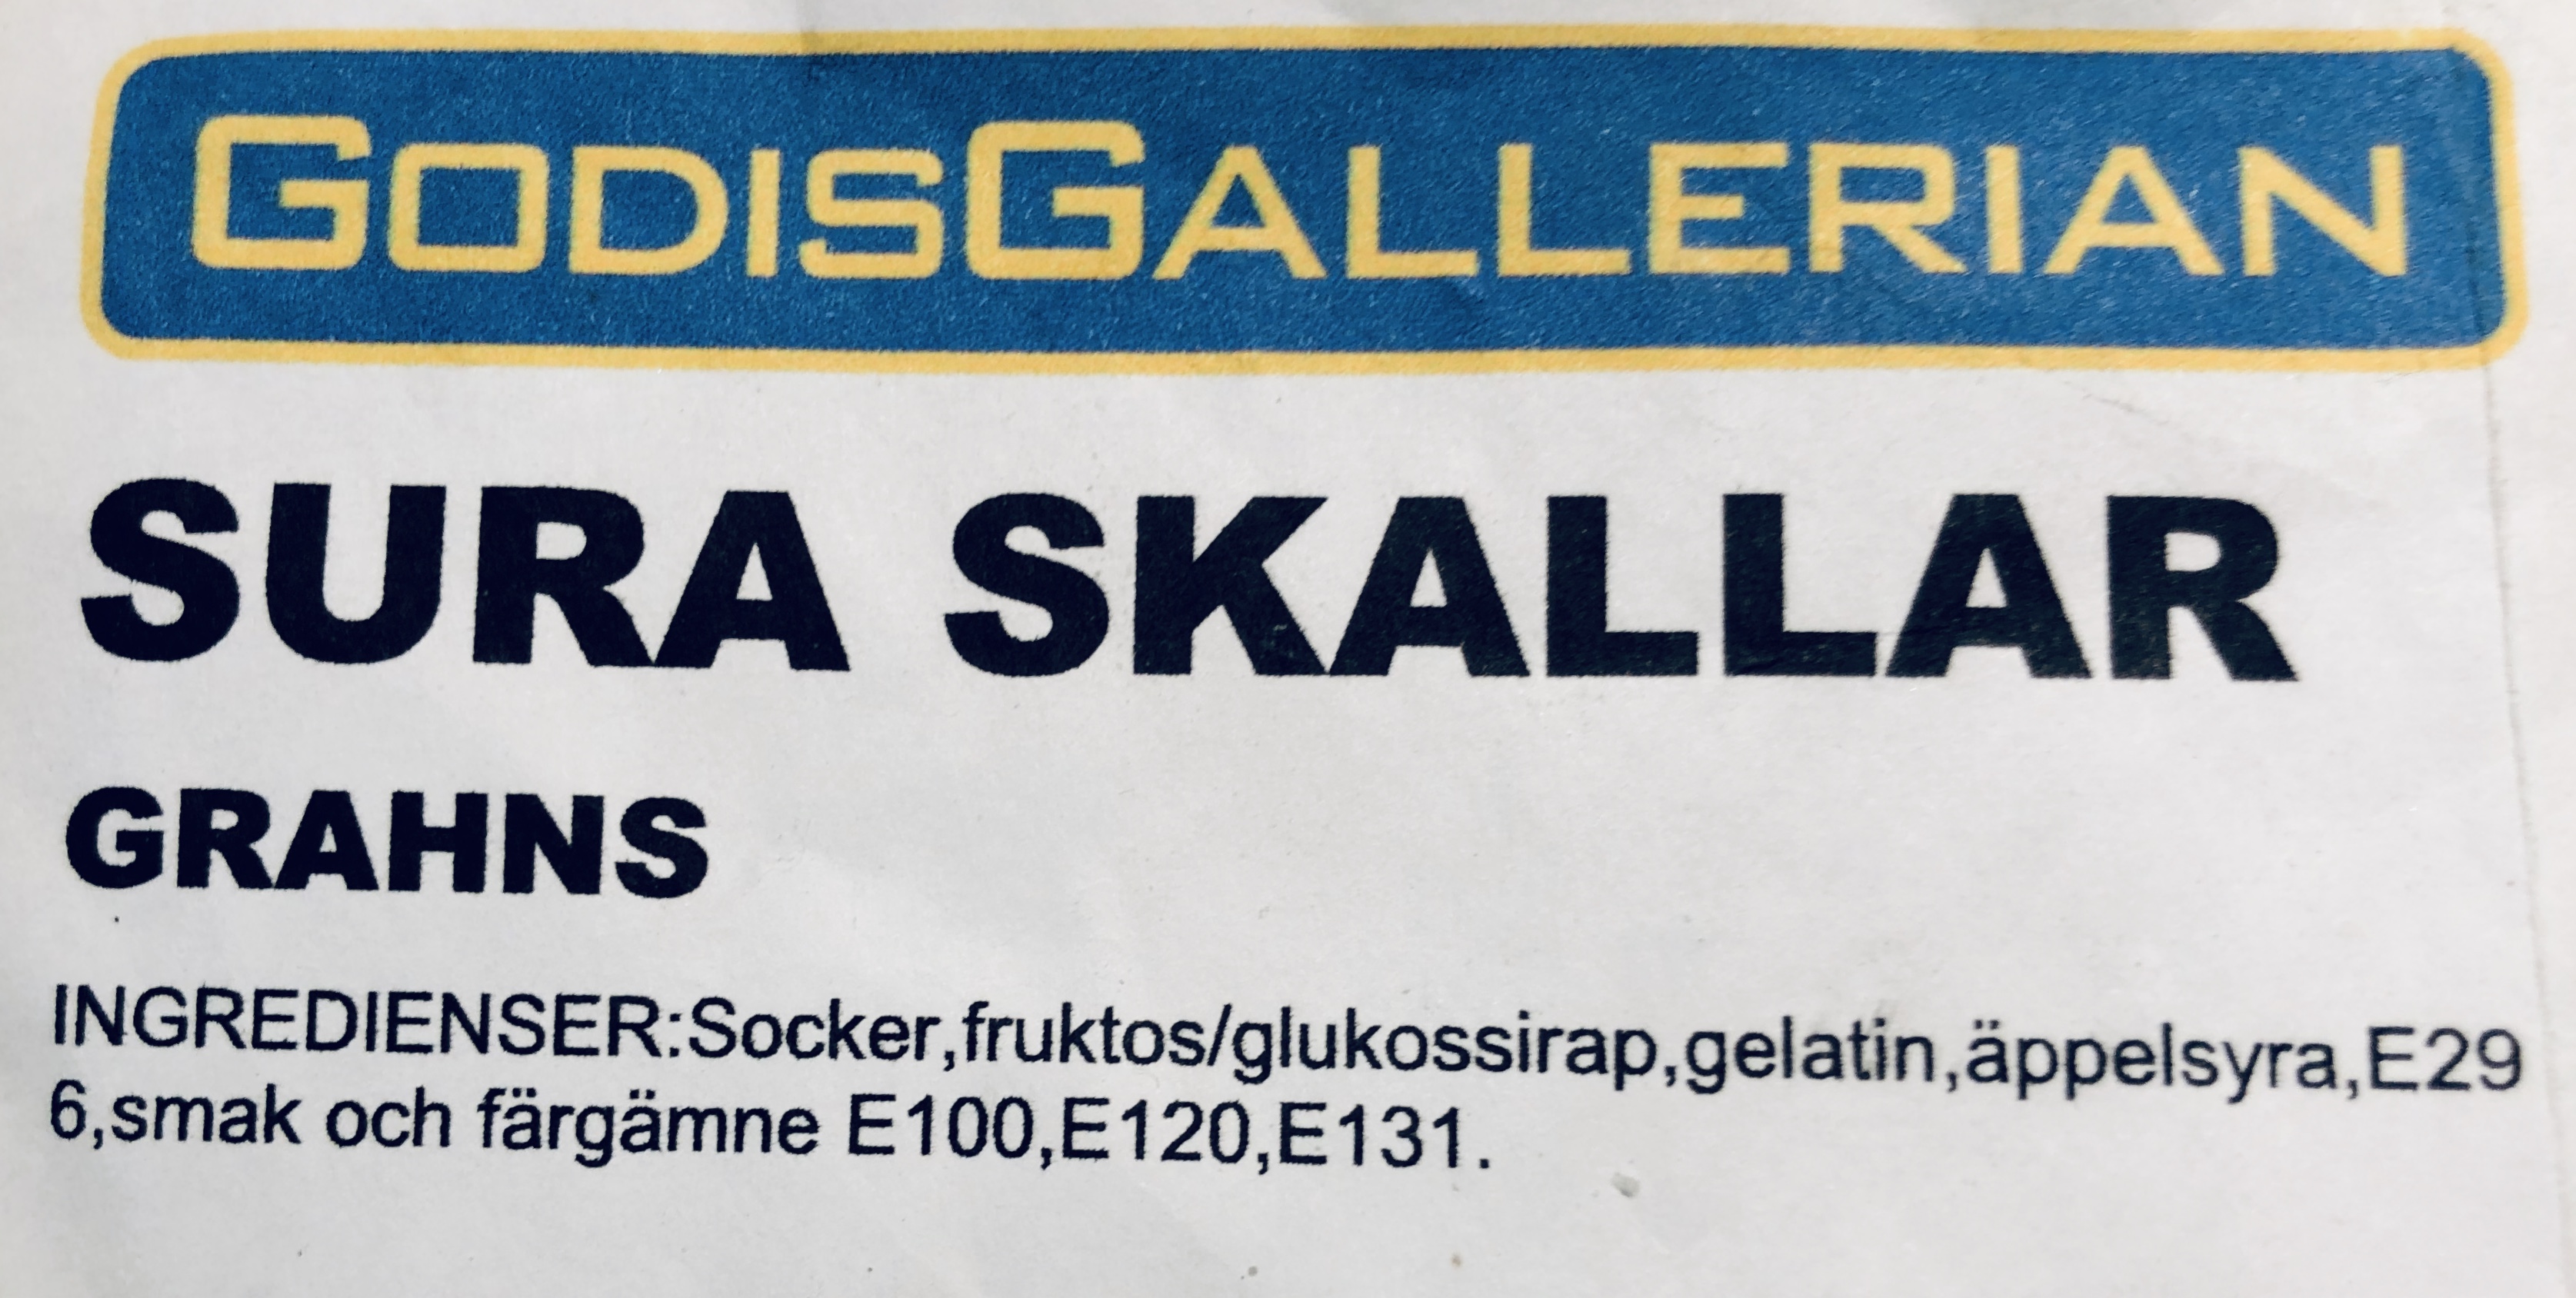 GODISGALLERIAN
SURA SKALLAR
GRAHNS
INGREDIENSER:Socker,fruktos/glukossirap,gelatin,äppelsyra,E29
6,smak och färgämne E100,E120,E131.